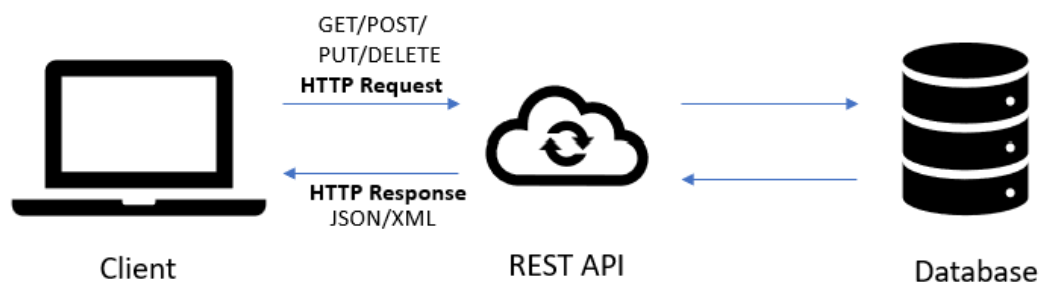 GET/POST/
PUT/DELETE
HTTP Request
HTTP Response
JSON/XML
Client
REST API
Database